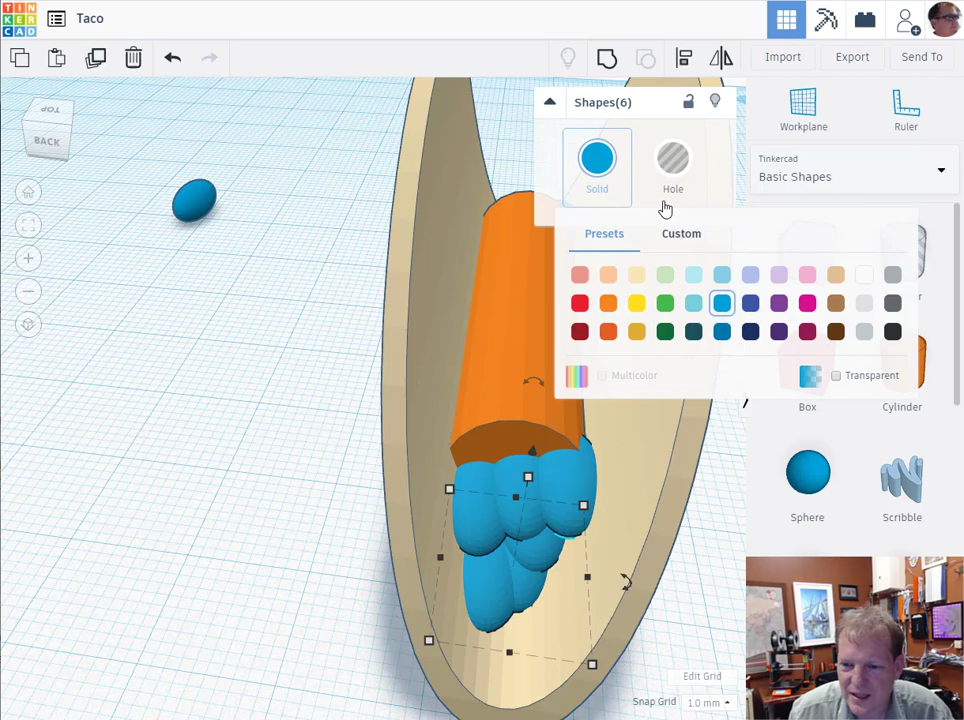 TIN
KER
CAD
Taco
Import
Export
Send To
TOP
BACK
Shapes(6)
Solid
Hole
Workplane
Ruler
Tinkercad
Basic Shapes
Presets
Custom
Multicolor
Transparent
Box
Cylinder
Sphere
Scribble
Edit Grid
Snap Grid
1.0 mm